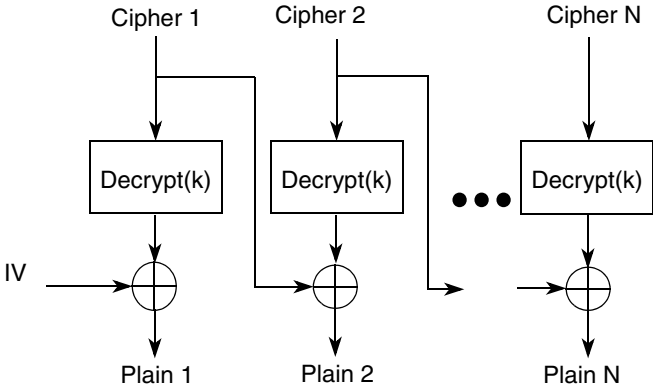 Cipher 1
Cipher 2
Cipher N
Decrypt(k)
Decrypt(k)
Decrypt(k)
IV
Plain 1
Plain 2
Plain N